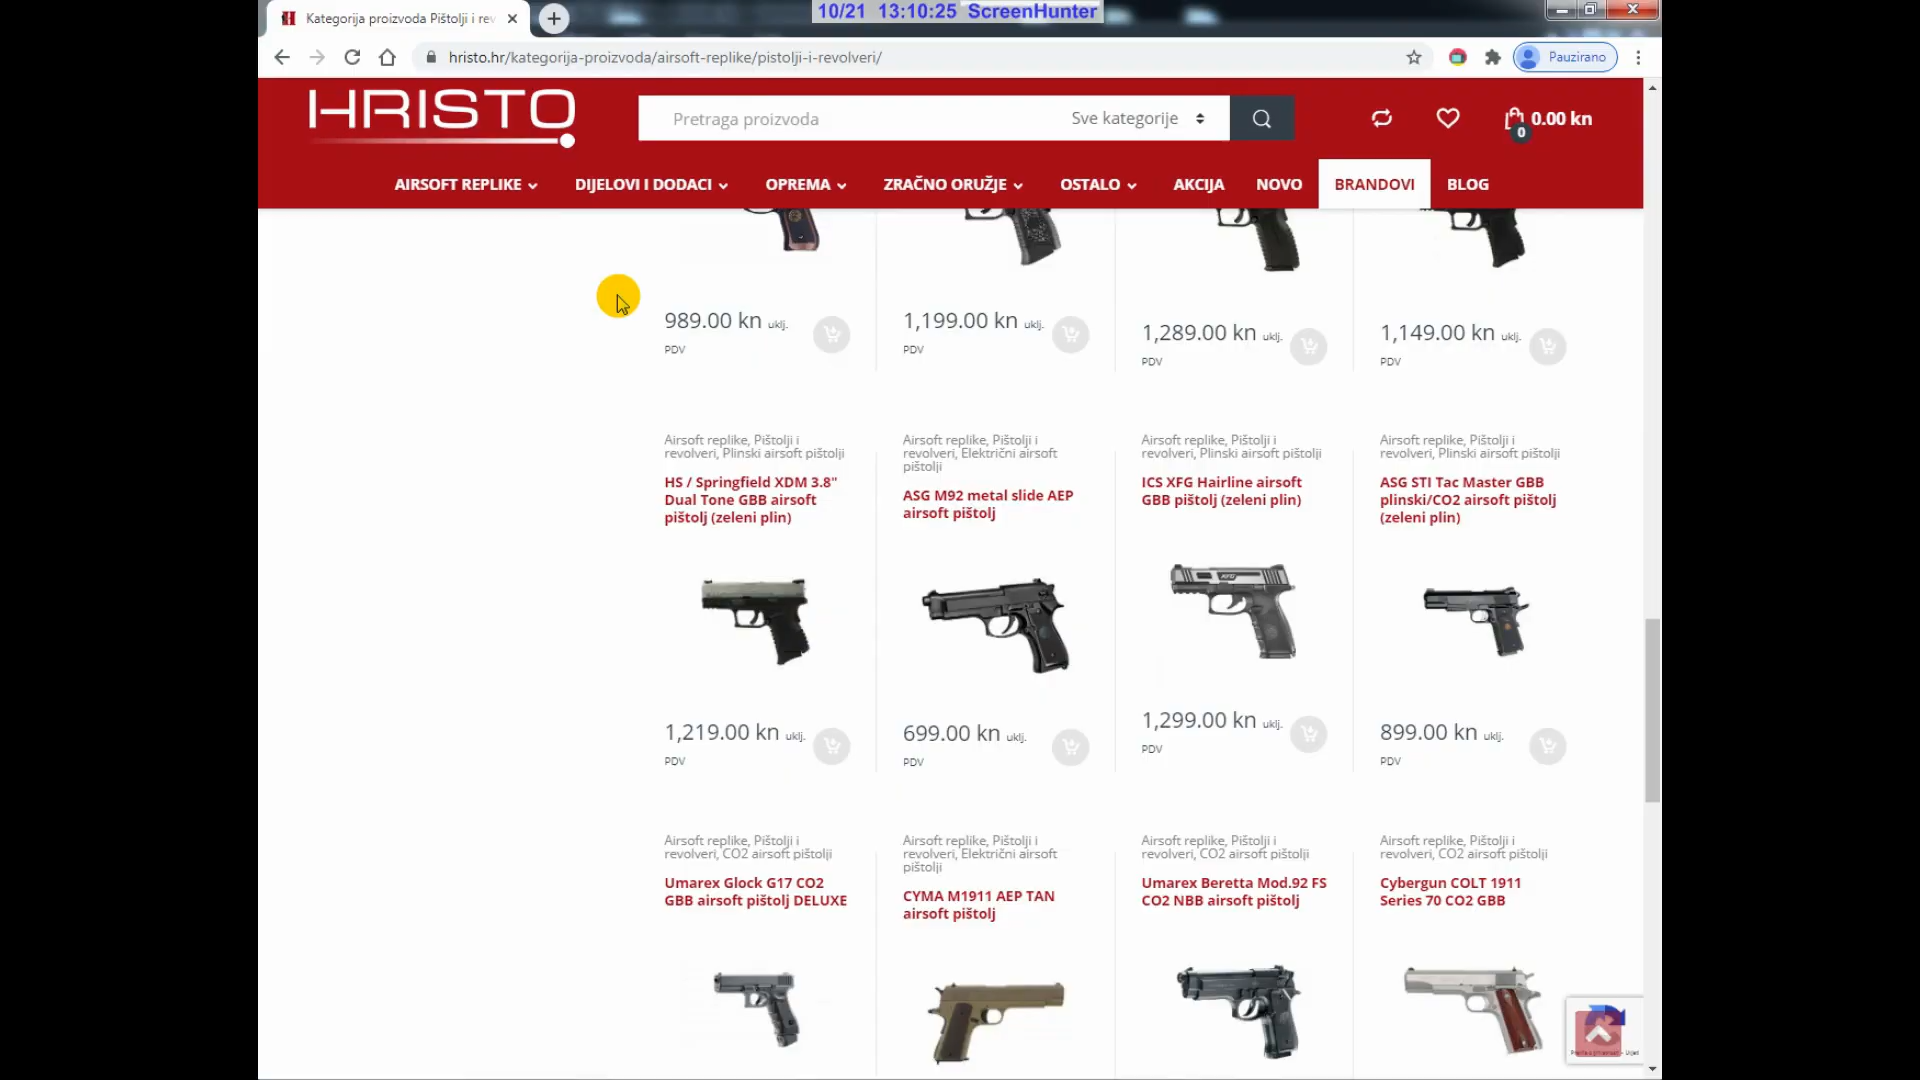 10/21 13:10:25 ScreenHunter
Kategorija proizvoda Pištolji i rev
hristo.hr/kategorija-proizvoda/airsoft-replike/pistolji-i-revolveri/
Pauzirano
HRISTO
Pretraga proizvoda
Sve kategorije
0.00 kn
0
AIRSOFT REPLIKE
DIJELOVI I DODACI
OPREMA
ZRAČNO ORUŽJE
OSTALO
AKCIJA
NOVO
BRANDOVI
BLOG
989.00 kn uklj.
PDV
1,199.00 kn uklj.
PDV
1,289.00 kn uklj.
PDV
1,149.00 kn uklj.
PDV
Airsoft replike, Pištolji i
revolveri, Plinski airsoft pištolji
HS / Springfield XDM 3.8"
Dual Tone GBB airsoft
pištolj (zeleni plin)
1,219.00 kn uklj.
PDV
Airsoft replike, Pištolji i
revolveri, Električni airsoft
pištolji
ASG M92 metal slide AEP
airsoft pištolj
699.00 kn uklj.
PDV
Airsoft replike, Pištolji i
revolveri, Plinski airsoft pištolji
ICS XFG Hairline airsoft
GBB pištolj (zeleni plin)
1,299.00 kn uklj.
PDV
Airsoft replike, Pištolji i
revolveri, Plinski airsoft pištolji
ASG STI Tac Master GBB
plinski/CO2 airsoft pištolj
(zeleni plin)
899.00 kn uklj.
PDV
Airsoft replike, Pištolji i
revolveri, CO2 airsoft pištolji
Umarex Glock G17 CO2
GBB airsoft pištolj DELUXE
Airsoft replike, Pištolji i
revolveri, Električni airsoft
pištolji
CYMA M1911 AEP TAN
airsoft pištolj
Airsoft replike, Pištolji i
revolveri, CO2 airsoft pištolji
Umarex Beretta Mod.92 FS
CO2 NBB airsoft pištolj
Airsoft replike, Pištolji i
revolveri, CO2 airsoft pištolji
Cybergun COLT 1911
Series 70 CO2 GBB